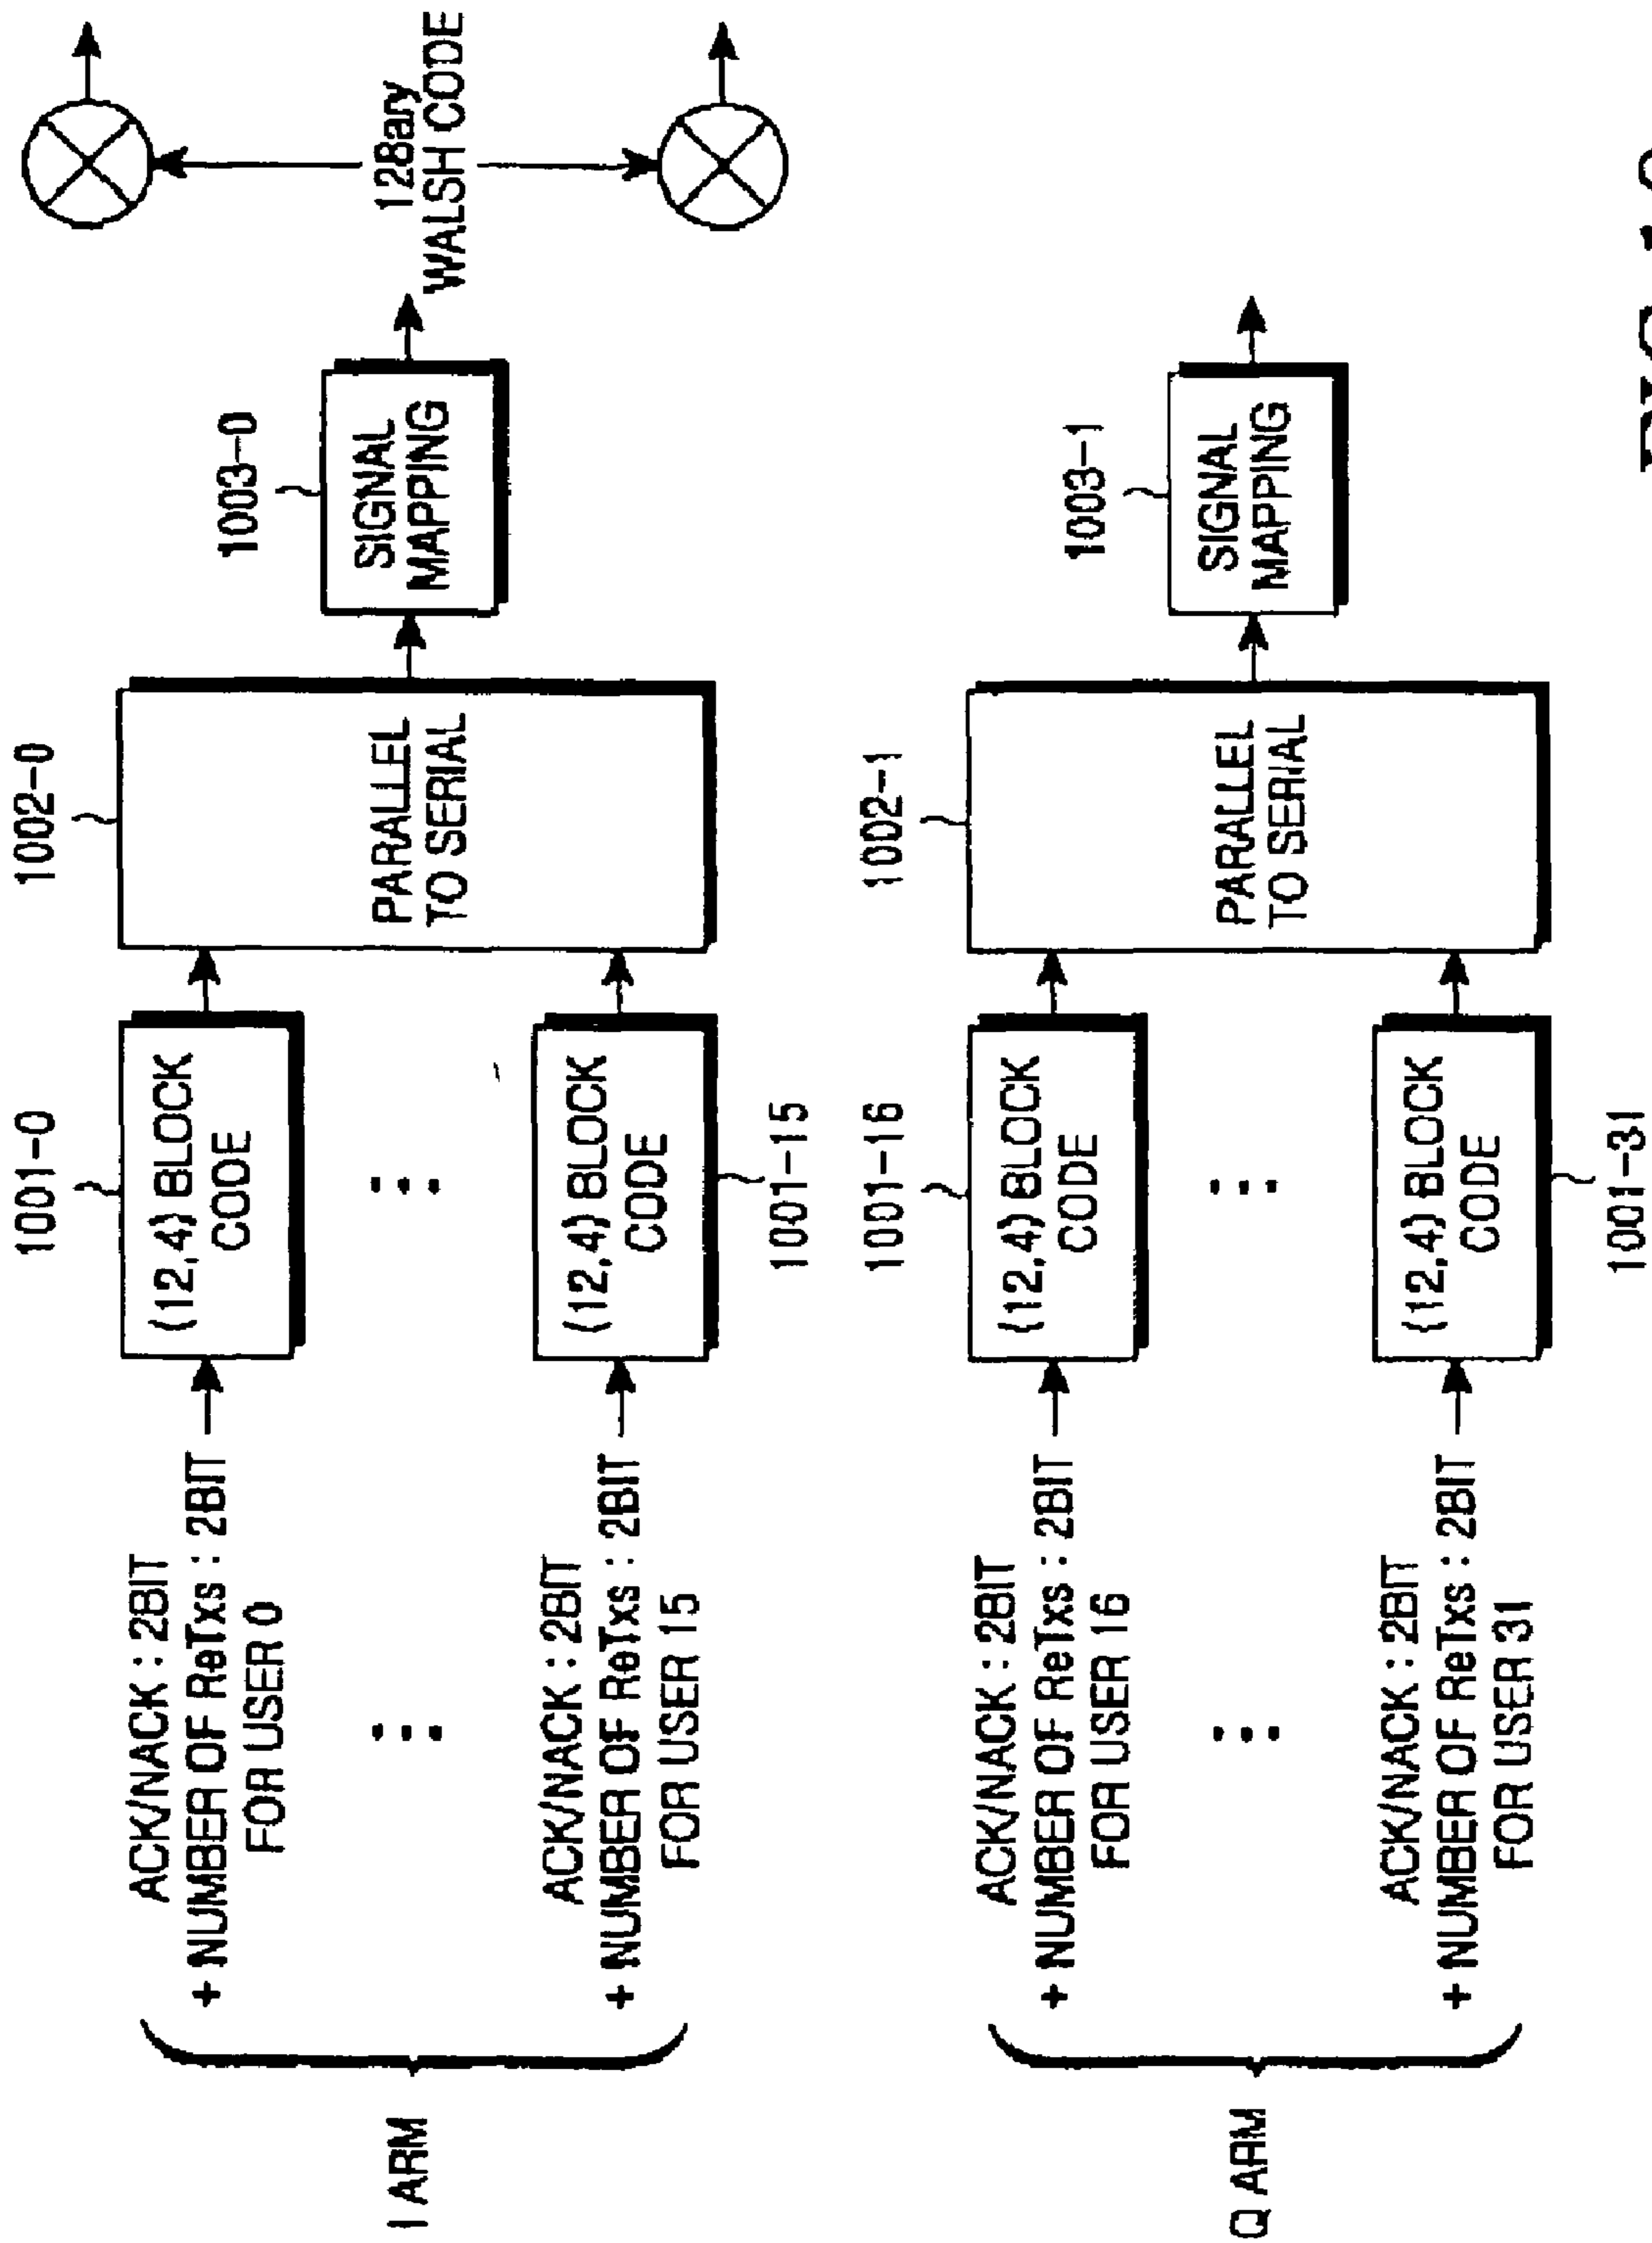 I ARM
ACK/NACK : 2BIT
+ NUMBER OF ReTxs : 2BIT
FOR USER 0
1001-0
(12,4) BLOCK
CODE
...
...
ACK/NACK : 2BIT
+ NUMBER OF ReTxs : 2BIT
FOR USER 15
(12,4) BLOCK
CODE
1001-15
1002-0
PARALLEL
TO SERIAL
1003-0
SIGNAL
MAPPING
128ary
WALSH CODE
Q ARM
ACK/NACK : 2BIT
+ NUMBER OF ReTxs : 2BIT
FOR USER 16
1001-16
(12,4) BLOCK
CODE
...
...
ACK/NACK : 2BIT
+ NUMBER OF ReTxs : 2BIT
FOR USER 31
(12,4) BLOCK
CODE
1001-31
1002-1
PARALLEL
TO SERIAL
1003-1
SIGNAL
MAPPING